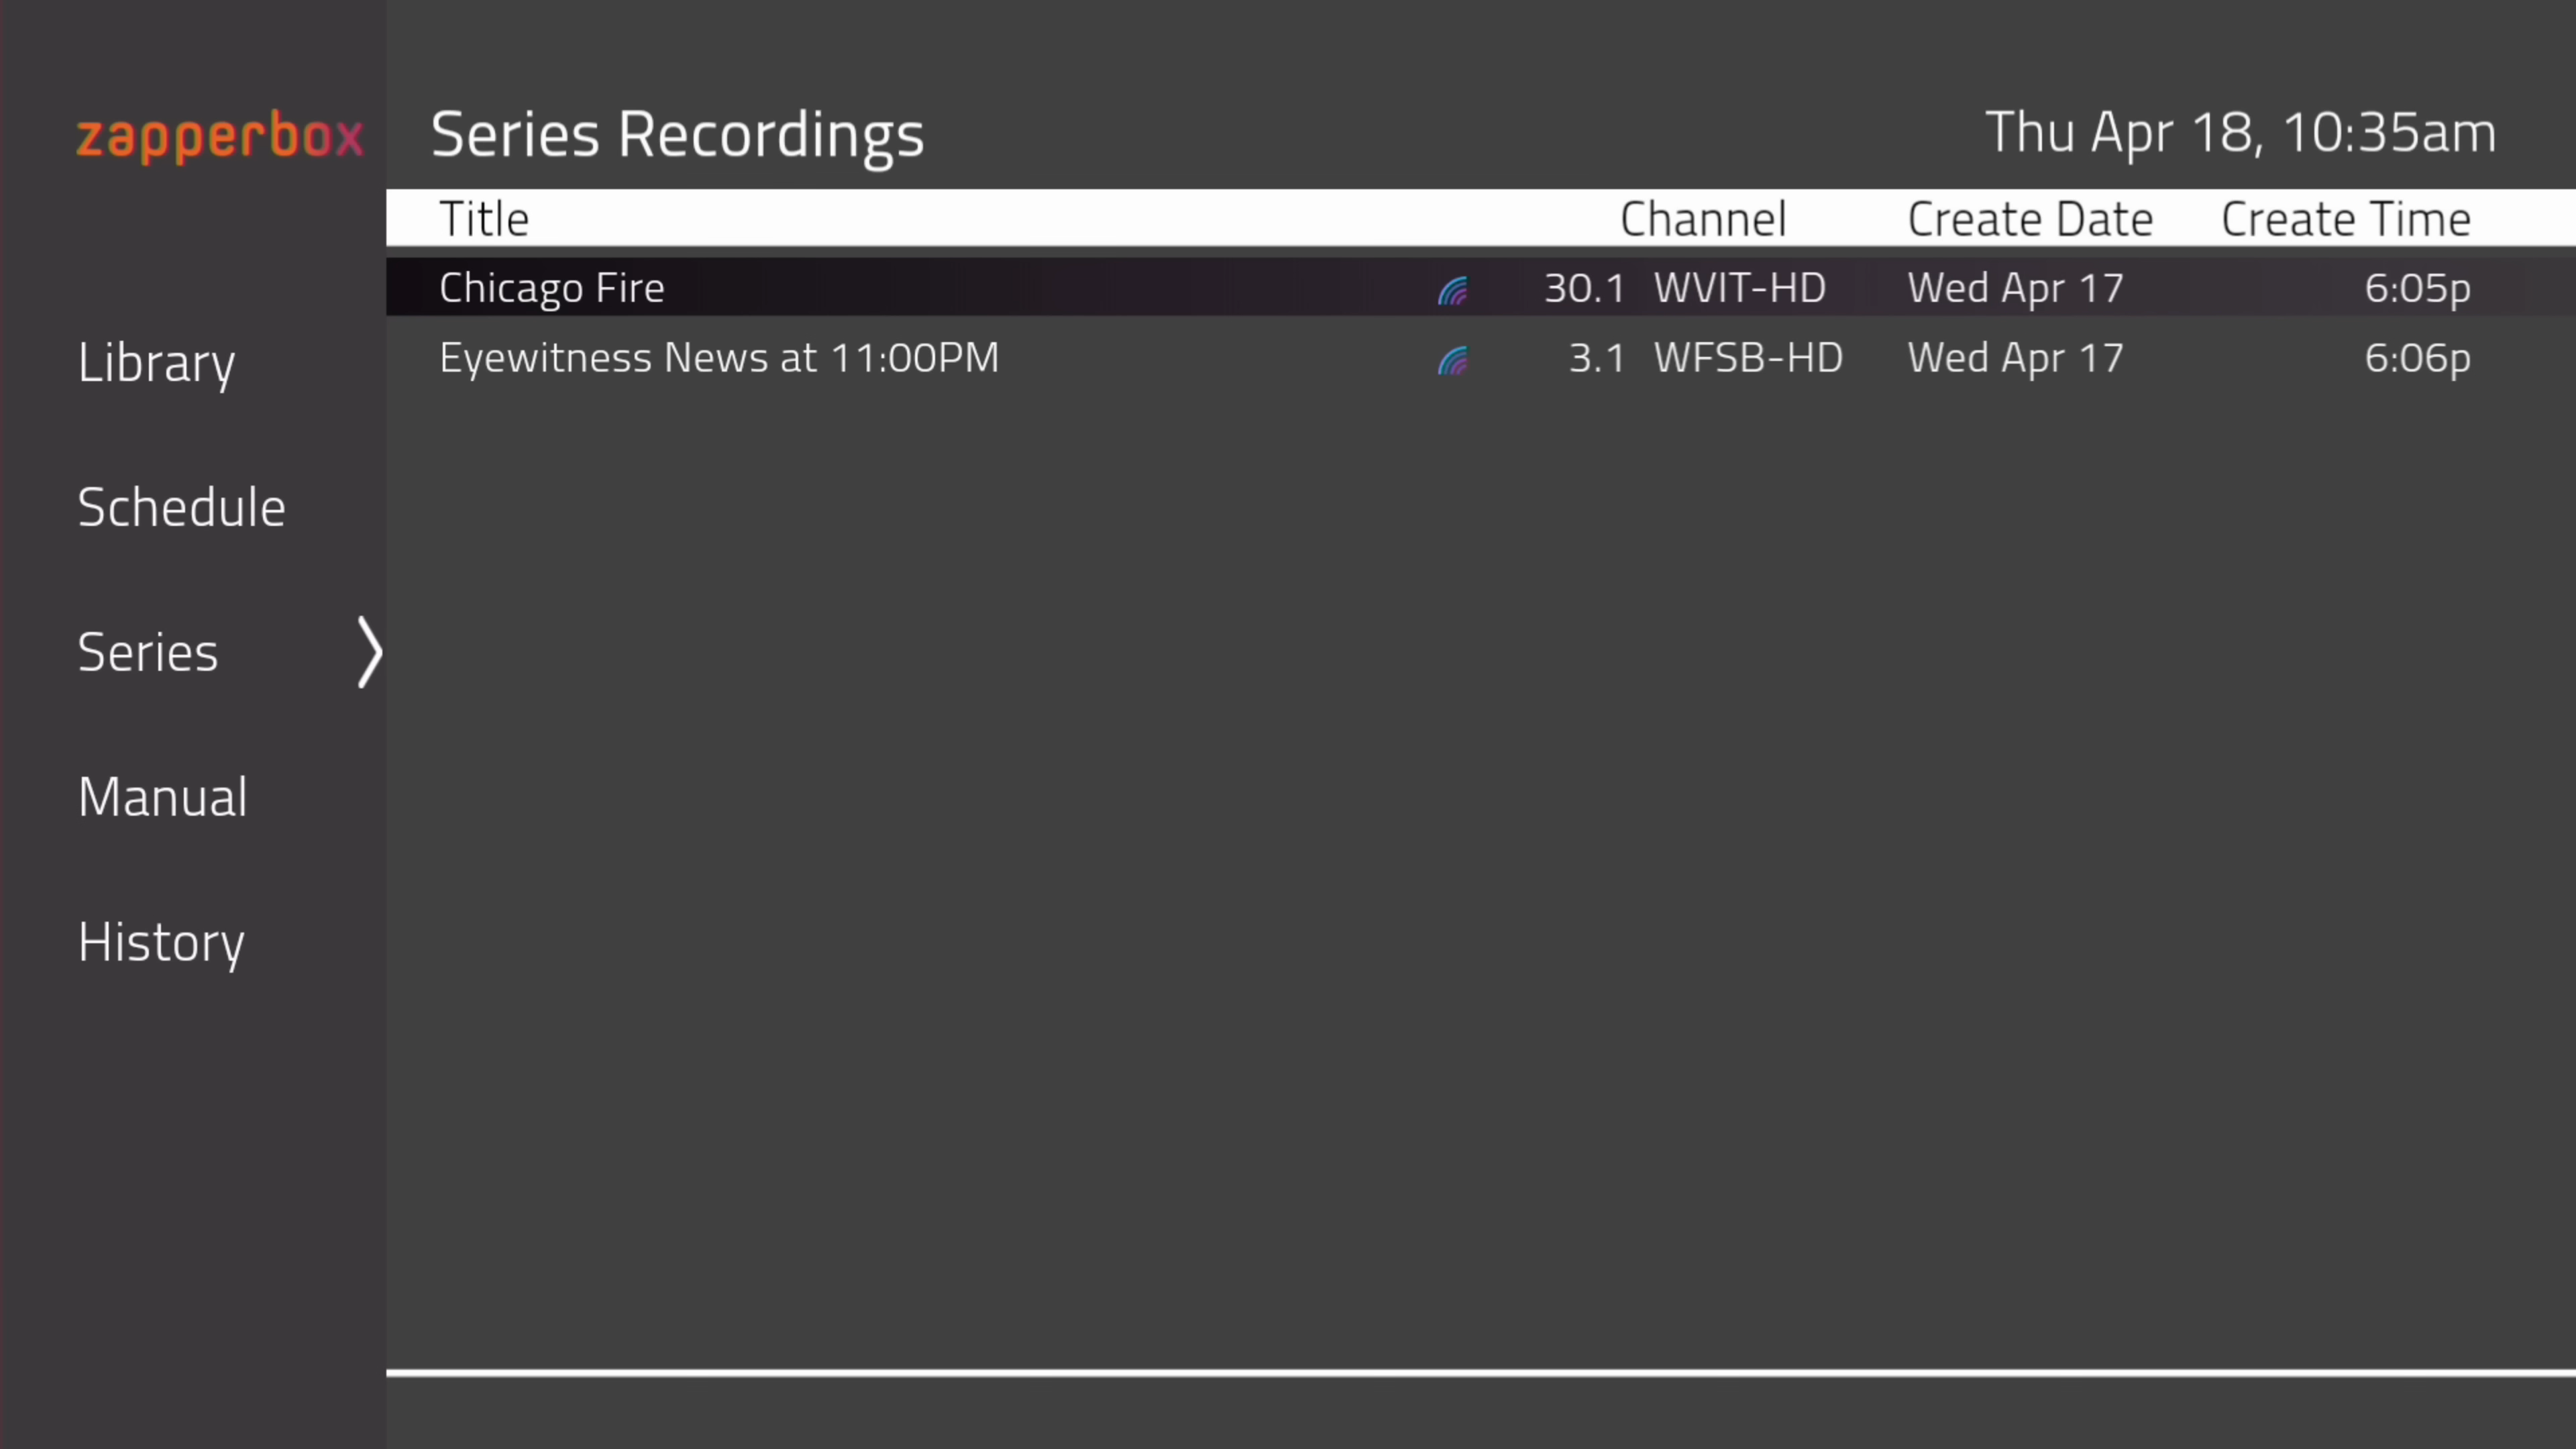 zapperbox
Series Recordings
Thu Apr 18, 10:35am
Title Channel Create Date Create Time
Chicago Fire 30.1 WVIT-HD Wed Apr 17 6:05p
Eyewitness News at 11:00PM 3.1 WFSB-HD Wed Apr 17 6:06p
Library
Schedule
Series
Manual
History